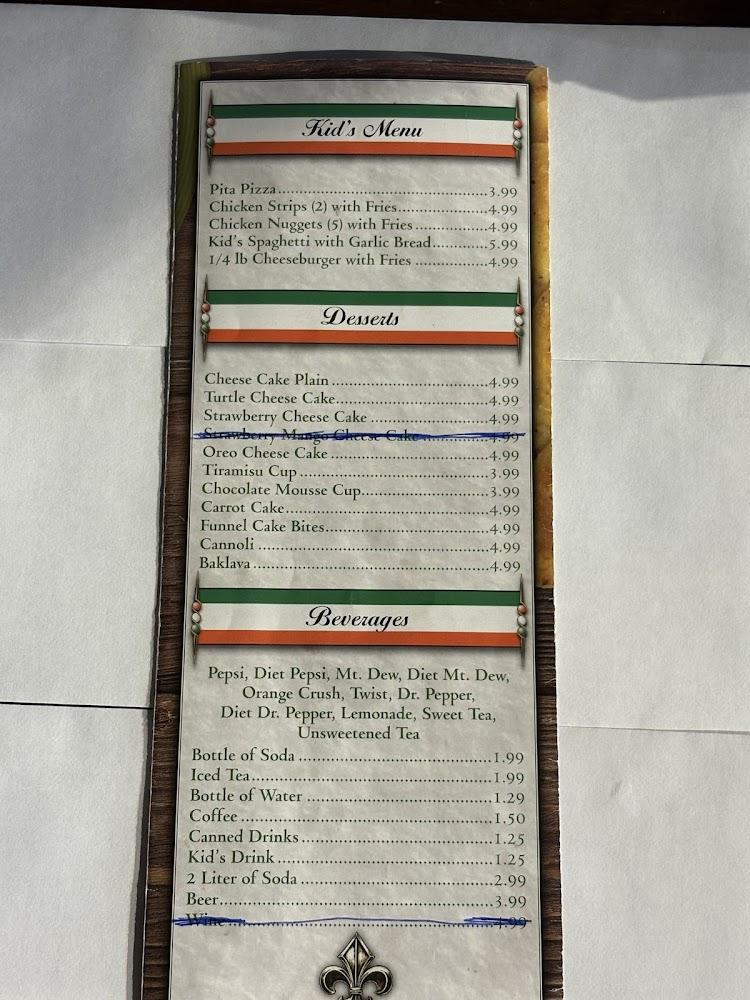 Kid's Menu
Pita Pizza.............................................3.99
Chicken Strips (2) with Fries...................4.99
Chicken Nuggets (5) with Fries................4.99
Kid's Spaghetti with Garlic Bread............5.99
1/4 lb Cheeseburger with Fries ................4.99
Desserts
Cheese Cake Plain ..................................4.99
Turtle Cheese Cake.................................4.99
Strawberry Cheese Cake ..........................4.99
Strawberry Mango Cheese Cake ..............4.99
Oreo Cheese Cake ..................................4.99
Tiramisu Cup ........................................3.99
Chocolate Mousse Cup...........................3.99
Carrot Cake...........................................4.99
Funnel Cake Bites...................................4.99
Cannoli .................................................4.99
Baklava ..................................................4.99
Beverages
Pepsi, Diet Pepsi, Mt. Dew, Diet Mt. Dew,
Orange Crush, Twist, Dr. Pepper,
Diet Dr. Pepper, Lemonade, Sweet Tea,
Unsweetened Tea
Bottle of Soda ........................................1.99
Iced Tea..................................................1.99
Bottle of Water .......................................1.29
Coffee ....................................................1.50
Canned Drinks ........................................1.25
Kid's Drink .............................................1.25
2 Liter of Soda ........................................2.99
Beer.......................................................3.99
Wine ......................................................4.99